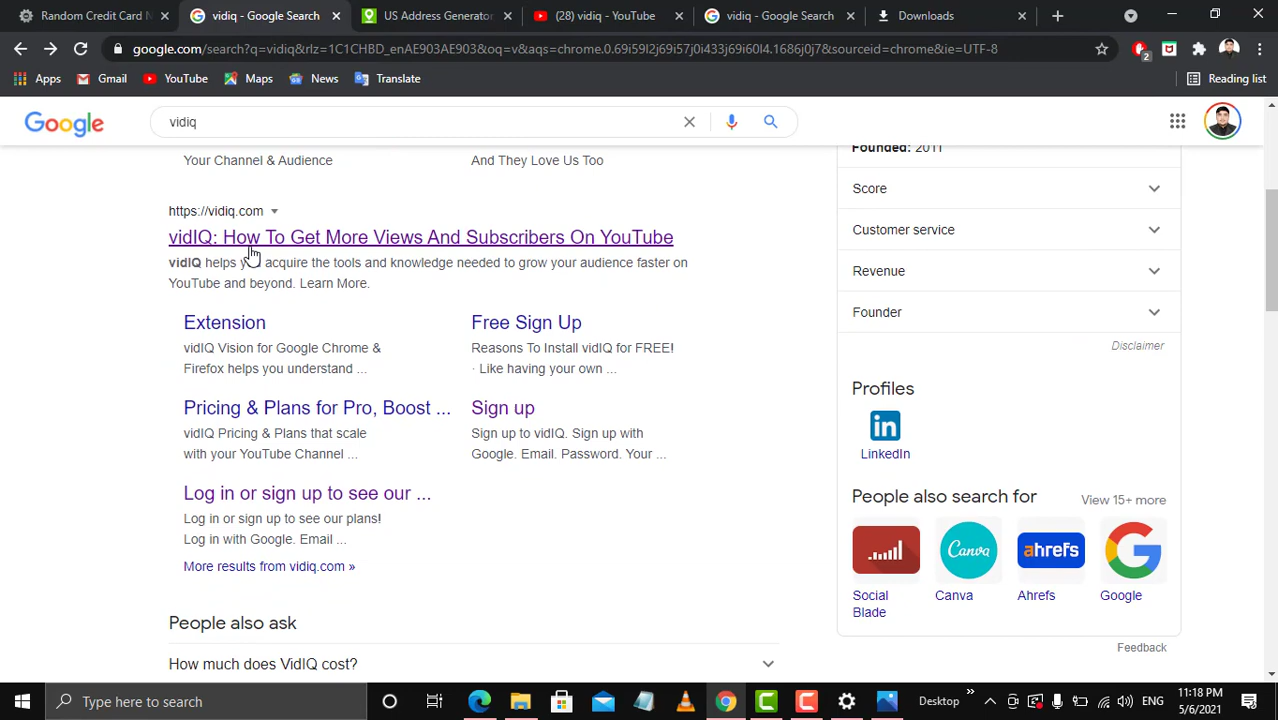 Random Credit Card N
vidiq - Google Search
US Address Generator
(28) vidiq - YouTube
vidiq - Google Search
Downloads
google.com/search?q=vidiq&rlz=1C1CHBD_enAE903AE903&oq=v&aqs=chrome.0.69i59l2j69i57j0i433j69i60l4.1686j0j7&sourceid=chrome&ie=UTF-8
2
Apps
Gmail
YouTube
Maps
News
Translate
Reading list
Google
vidiq
Your Channel & Audience
And They Love Us Too
Founded: 2011
https://vidiq.com
Score
vidIQ: How To Get More Views And Subscribers On YouTube
Customer service
vidIQ helps you acquire the tools and knowledge needed to grow your audience faster on
YouTube and beyond. Learn More.
Revenue
Founder
Extension
Free Sign Up
vidIQ Vision for Google Chrome &
Firefox helps you understand ...
Reasons To Install vidIQ for FREE!
· Like having your own ...
Disclaimer
Profiles
LinkedIn
Pricing & Plans for Pro, Boost ...
Sign up
vidIQ Pricing & Plans that scale
with your YouTube Channel ...
Sign up to vidIQ. Sign up with
Google. Email. Password. Your ...
Log in or sign up to see our ...
Log in or sign up to see our plans!
Log in with Google. Email ...
More results from vidiq.com »
People also search for
View 15+ more
Canva
ahrefs
Social
Blade
Canva
Ahrefs
Google
Feedback
People also ask
How much does VidIQ cost?
Type here to search
Desktop
»
ENG
11:18 PM
5/6/2021